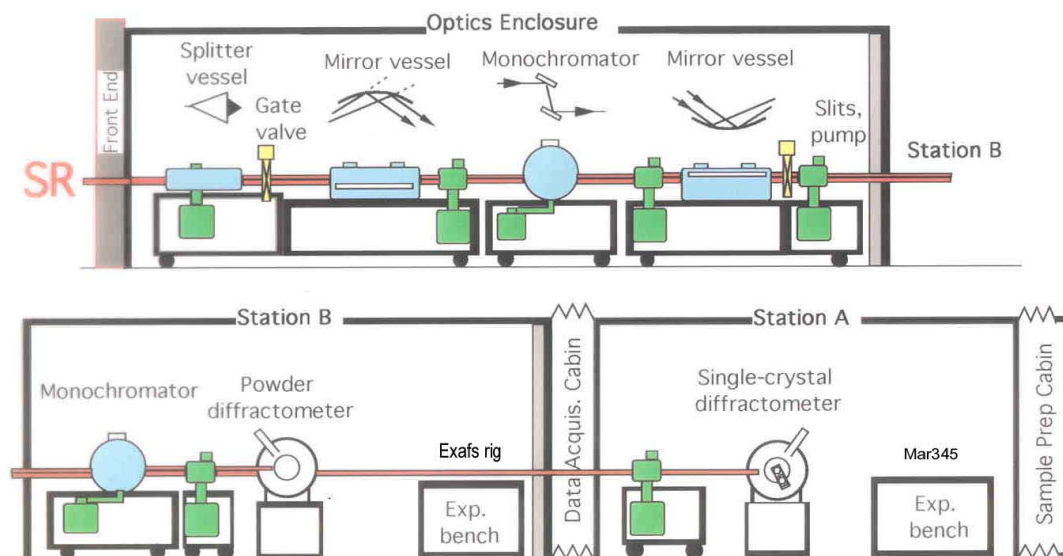 Optics Enclosure
Front End
Splitter
vessel
Gate
valve
Mirror vessel
Monochromator
Mirror vessel
Slits,
pump
SR
Station B
Station B
Monochromator
Powder
diffractometer
Exafs rig
Exp.
bench
Data Acquis. Cabin
Station A
Single-crystal
diffractometer
Mar345
Exp.
bench
Sample Prep Cabin